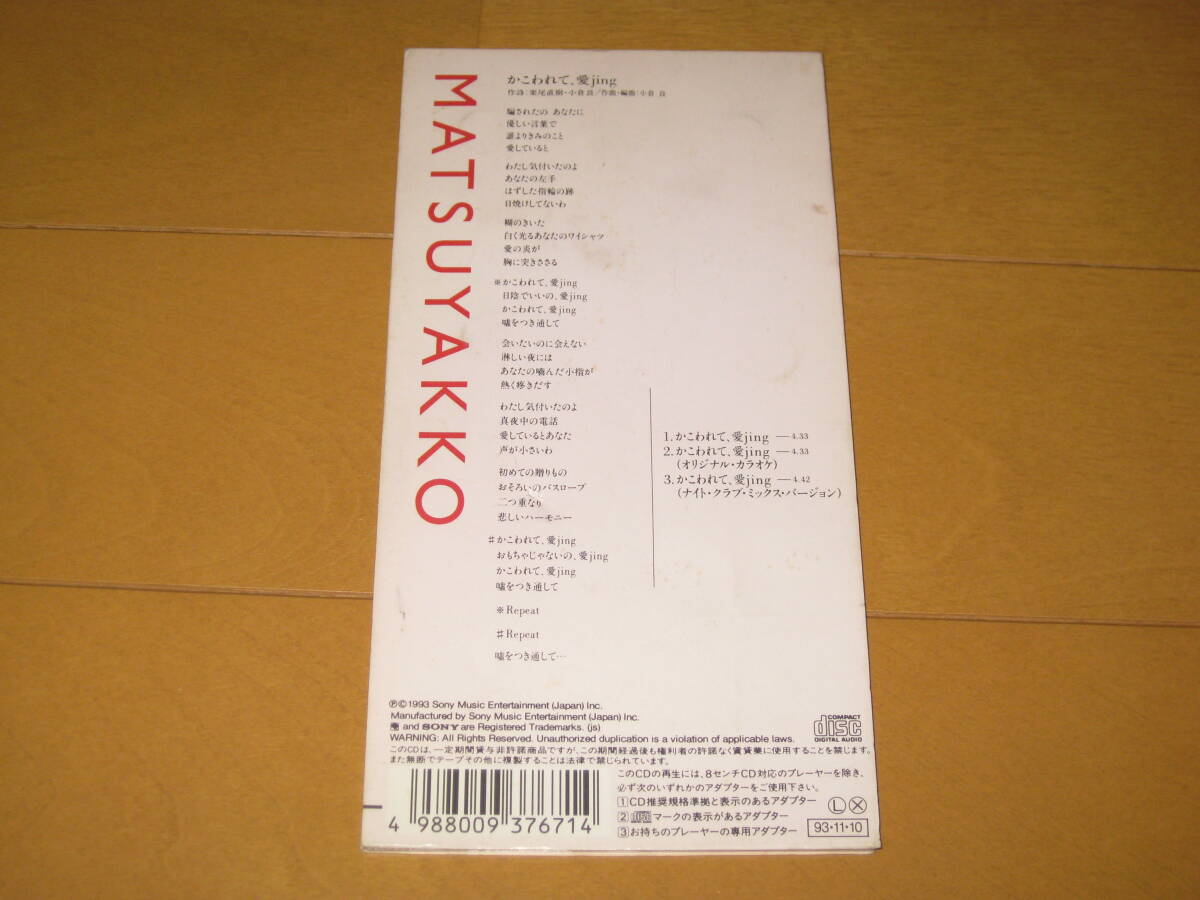 MATSUYAKKO
かこわれて、愛jing
作詩：栗尾直樹・小倉良／作曲・編曲：小倉 良
騙されたの あなたに
優しい言葉で
誰よりきみのこと
愛していると
わたし気付いたのよ
あなたの左手
はずした指輪の跡
日焼けしてないわ
糊のきいた
白く光るあなたのワイシャツ
愛の炎が
胸に突きささる
※かこわれて、愛jing
日陰でいいの、愛jing
かこわれて、愛jing
嘘をつき通して
会いたいのに会えない
淋しい夜には
あなたの噛んだ小指が
熱く疼きだす
わたし気付いたのよ
真夜中の電話
愛しているとあなた
声が小さいわ
初めての贈りもの
おそろいのバスローブ
二つ重なり
悲しいハーモニー
♯かこわれて、愛jing
おもちゃじゃないの、愛jing
かこわれて、愛jing
嘘をつき通して
※Repeat
♯Repeat
嘘をつき通して…
1.かこわれて、愛jing —4.33
2.かこわれて、愛jing —4.33
(オリジナル・カラオケ)
3.かこわれて、愛jing —4.42
(ナイト・クラブ・ミックス・バージョン)
℗©1993 Sony Music Entertainment (Japan) Inc.
Manufactured by Sony Music Entertainment (Japan) Inc.
and SONY are Registered Trademarks. (js)
WARNING: All Rights Reserved. Unauthorized duplication is a violation of applicable laws.
このCDは、一定期間貸与非許諾商品ですが、この期間経過後も権利者の許諾なく賃貸業に使用することを禁じます。
また無断でテープその他に複製することは法律で禁じられています。
COMPACT
disc
DIGITAL AUDIO
このCDの再生には、8センチCD対応のプレーヤーを除き、
必ず次のいずれかのアダプターをご使用下さい。
1 CD推奨規格準拠と表示のあるアダプター
2 マークの表示があるアダプター
3 お持ちのプレーヤーの専用アダプター
L X
93・11・10
4 988009 376714